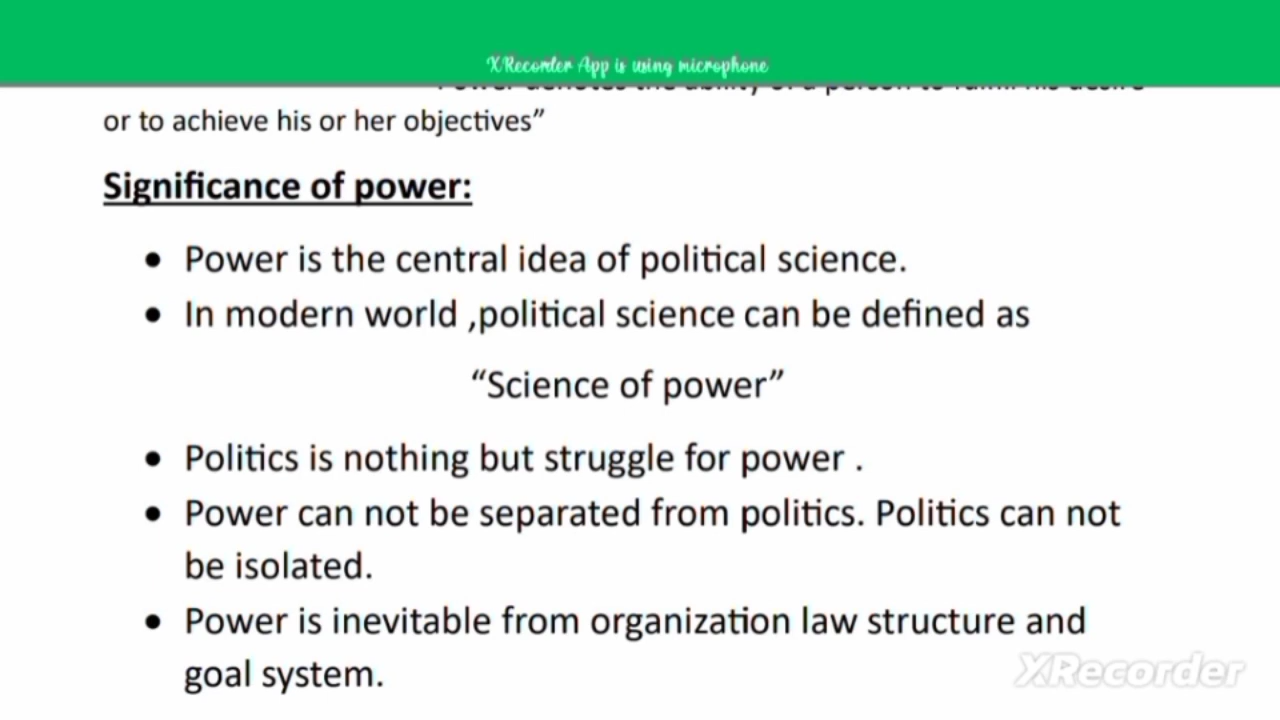 XRecorder App is using microphone
or to achieve his or her objectives”
Significance of power:
• Power is the central idea of political science.
• In modern world ,political science can be defined as
“Science of power”
• Politics is nothing but struggle for power .
• Power can not be separated from politics. Politics can not
be isolated.
• Power is inevitable from organization law structure and
goal system.
XRecorder